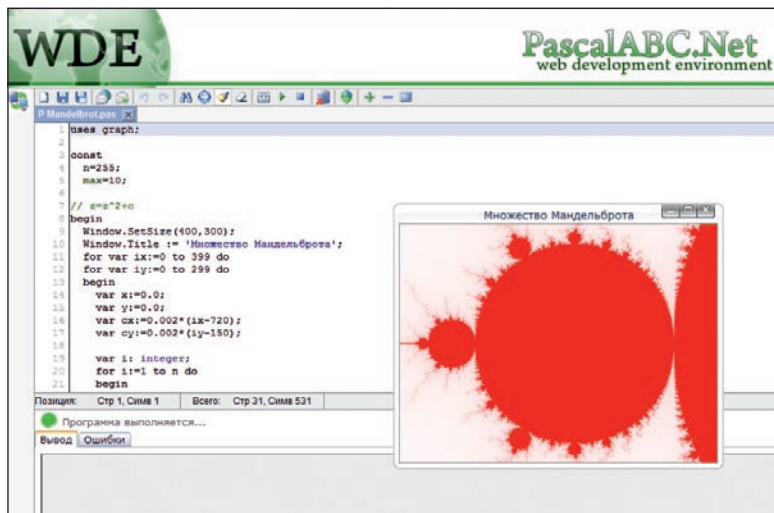 WDE
PascalABC.Net
web development environment
P Mandelbrot.pas
1 uses graph;
2
3 const
4 n=255;
5 max=10;
6
7 // z=z^2+c
8 begin
9 Window.SetSize(400,300);
10 Window.Title := 'Множество Мандельброта';
11 for var ix:=0 to 399 do
12 for var iy:=0 to 299 do
13 begin
14 var x:=0.0;
15 var y:=0.0;
16 var cx:=0.002*(ix-720);
17 var cy:=0.002*(iy-150);
18
19 var i: integer;
20 for i:=1 to n do
21 begin
Множество Мандельброта
Позиция: Стр 1, Симв 1 Всего: Стр 31, Симв 531
Программа выполняется...
Вывод Ошибки